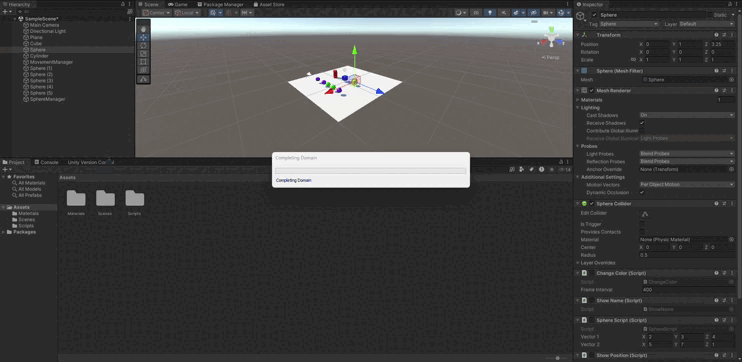 Hierarchy
SampleScene*
Main Camera
Directional Light
Plane
Cube
Sphere
Cylinder
MovementManager
Sphere (1)
Sphere (2)
Sphere (3)
Sphere (4)
Sphere (5)
SphereManager
Scene
Game
Package Manager
Asset Store
Center
Local
2D
Persp
Completing Domain
Completing Domain
Project
Console
Unity Version Control
14
Favorites
All Materials
All Models
All Prefabs
Assets
Materials
Scenes
Scripts
Packages
Assets
Materials
Scenes
Scripts
Inspector
Sphere
Static
Tag Sphere
Layer Default
Transform
Position X 0 Y 1 Z 3.25
Rotation X 0 Y 0 Z 0
Scale X 1 Y 1 Z 1
Sphere (Mesh Filter)
Mesh Sphere
Mesh Renderer
Materials 1
Lighting
Cast Shadows On
Receive Shadows
Contribute Global Illumi
Receive Global Illumi Light Probes
Probes
Light Probes Blend Probes
Reflection Probes Blend Probes
Anchor Override None (Transform)
Additional Settings
Motion Vectors Per Object Motion
Dynamic Occlusion
Sphere Collider
Edit Collider
Is Trigger
Provides Contacts
Material None (Physic Material)
Center X 0 Y 0 Z 0
Radius 0.5
Layer Overrides
Change Color (Script)
Script ChangeColor
Frame Interval 420
Show Name (Script)
Script ShowName
Sphere Script (Script)
Script SphereScript
Vector 1 X 2 Y 3 Z 4
Vector 2 X 5 Y 7 Z 1
Show Position (Script)